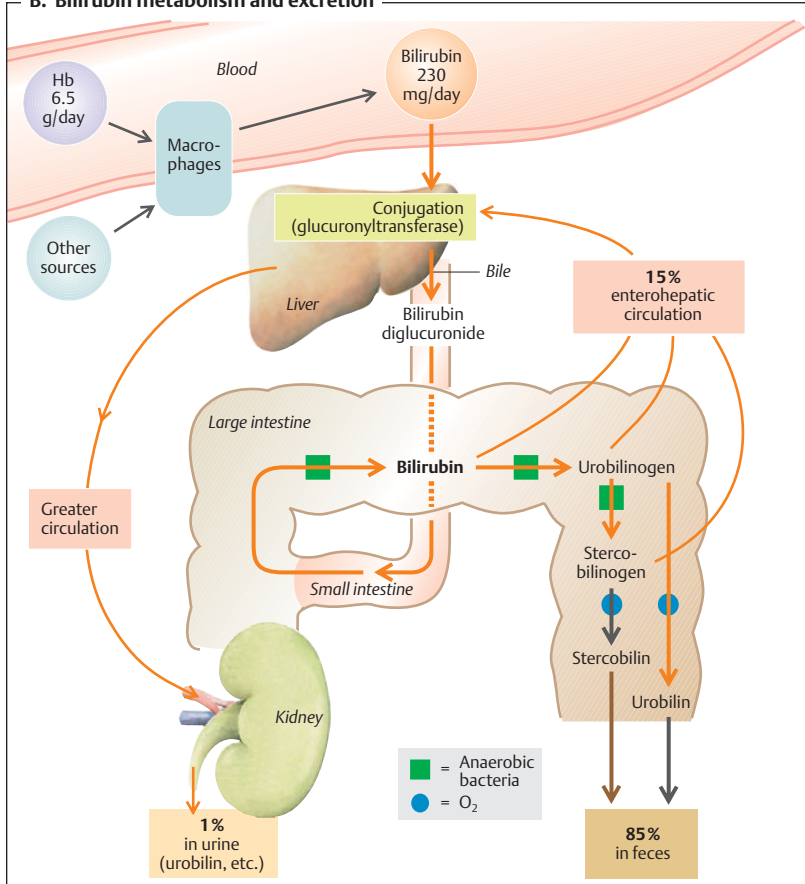 B. Bilirubin metabolism and excretion
Blood
Hb
6.5
g/day
Bilirubin
230
mg/day
Macro-
phages
Other
sources
Conjugation
(glucuronyltransferase)
Bile
Liver
Bilirubin
diglucuronide
15%
enterohepatic
circulation
Large intestine
Bilirubin
Urobilinogen
Greater
circulation
Sterco-
bilinogen
Small intestine
Stercobilin
Urobilin
Kidney
= Anaerobic
bacteria
= O₂
1%
in urine
(urobilin, etc.)
85%
in feces